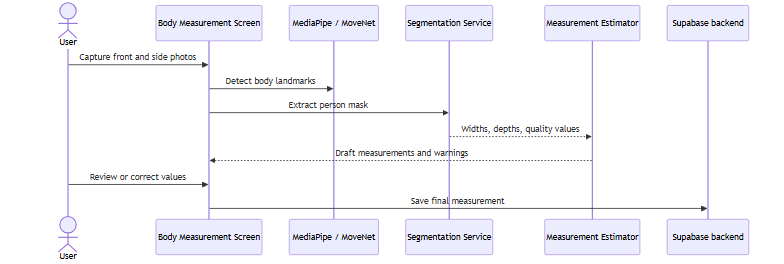 User
Body Measurement Screen
MediaPipe / MoveNet
Segmentation Service
Measurement Estimator
Supabase backend
Capture front and side photos
Detect body landmarks
Extract person mask
Widths, depths, quality values
Draft measurements and warnings
Review or correct values
Save final measurement
User
Body Measurement Screen
MediaPipe / MoveNet
Segmentation Service
Measurement Estimator
Supabase backend